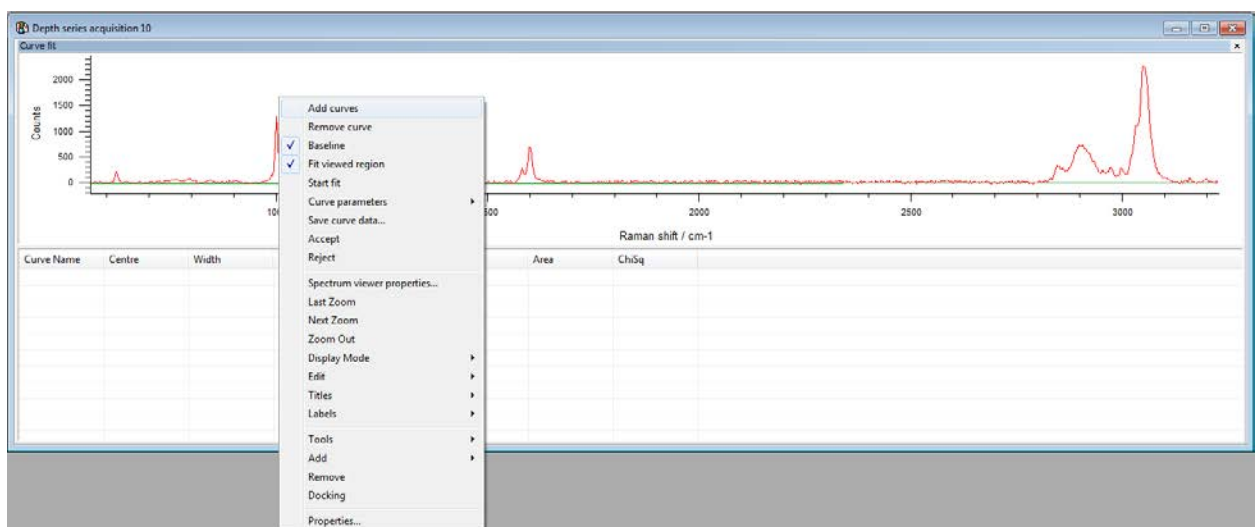 Depth series acquisition 10
Curve fit
2000
1500
1000
500
0
Counts
10
500
2000
2500
3000
Raman shift / cm-1
Curve Name Centre Width Area ChiSq
Add curves
Remove curve
Baseline
Fit viewed region
Start fit
Curve parameters
Save curve data...
Accept
Reject
Spectrum viewer properties...
Last Zoom
Next Zoom
Zoom Out
Display Mode
Edit
Titles
Labels
Tools
Add
Remove
Docking
Properties...